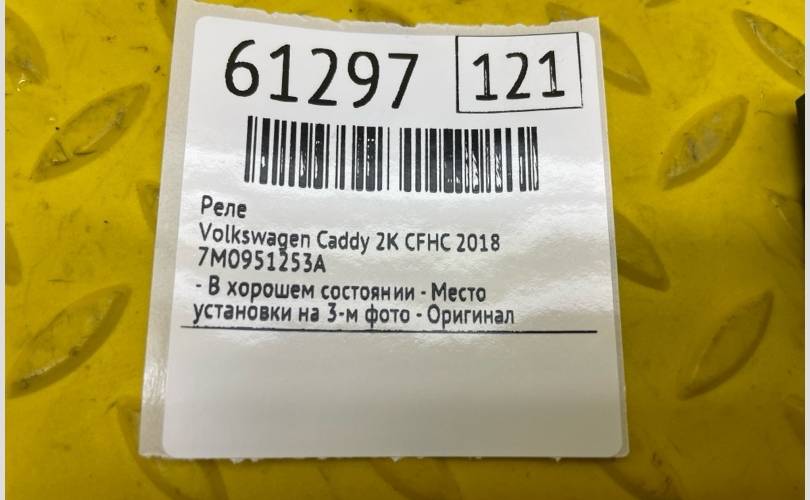 61297 121
Реле
Volkswagen Caddy 2K CFHC 2018
7M0951253A
- В хорошем состоянии - Место
установки на 3-м фото - Оригинал